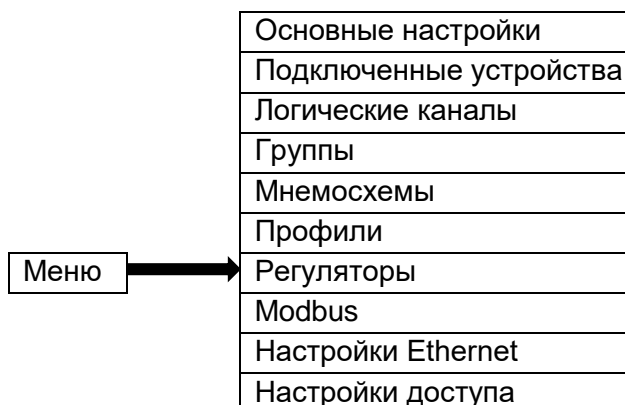 Основные настройки
Подключенные устройства
Логические каналы
Группы
Мнемосхемы
Профили
Меню
Регуляторы
Modbus
Настройки Ethernet
Настройки доступа